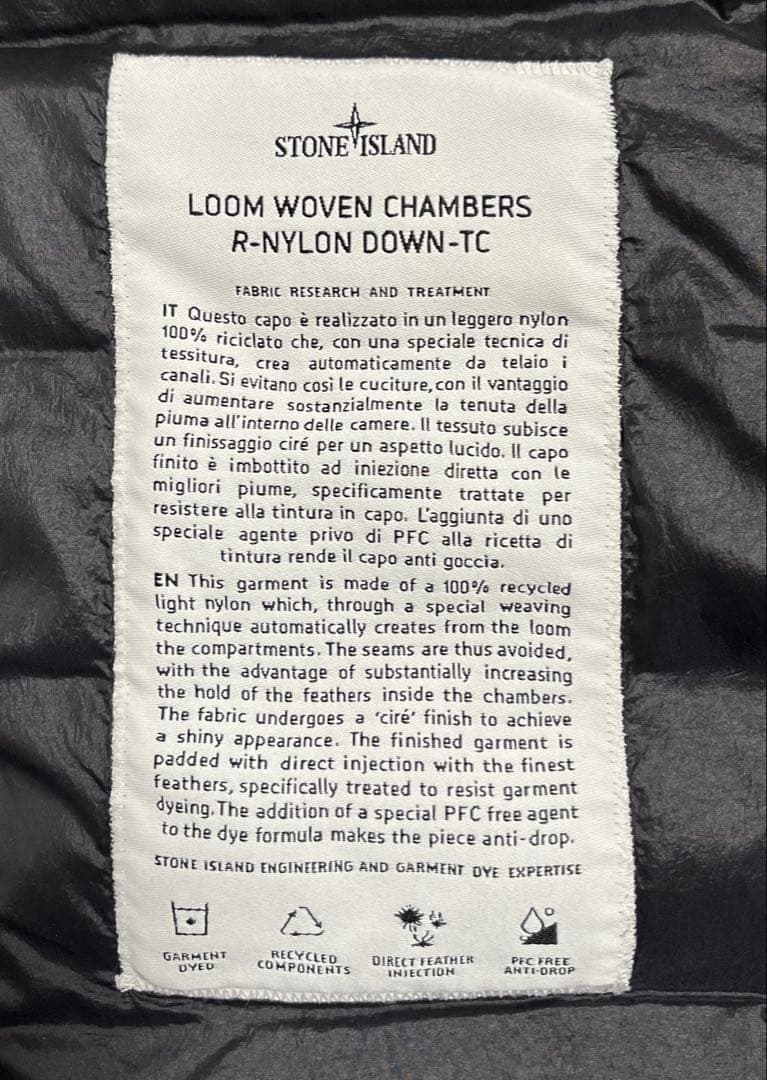 STONE ISLAND
LOOM WOVEN CHAMBERS
R-NYLON DOWN-TC
FABRIC RESEARCH AND TREATMENT
IT Questo capo è realizzato in un leggero nylon
100% riciclato che, con una speciale tecnica di
tessitura, crea automaticamente da telaio i
canali. Si evitano così le cuciture, con il vantaggio
di aumentare sostanzialmente la tenuta della
piuma all'interno delle camere. Il tessuto subisce
un finissaggio ciré per un aspetto lucido. Il capo
finito è imbottito ad iniezione diretta con le
migliori piume, specificamente trattate per
resistere alla tintura in capo. L'aggiunta di uno
speciale agente privo di PFC alla ricetta di
tintura rende il capo anti goccia.
EN This garment is made of a 100% recycled
light nylon which, through a special weaving
technique automatically creates from the loom
the compartments. The seams are thus avoided,
with the advantage of substantially increasing
the hold of the feathers inside the chambers.
The fabric undergoes a 'ciré' finish to achieve
a shiny appearance. The finished garment is
padded with direct injection with the finest
feathers, specifically treated to resist garment
dyeing. The addition of a special PFC free agent
to the dye formula makes the piece anti-drop.
STONE ISLAND ENGINEERING AND GARMENT DYE EXPERTISE
GARMENT DYED
RECYCLED COMPONENTS
DIRECT FEATHER INJECTION
PFC FREE ANTI-DROP